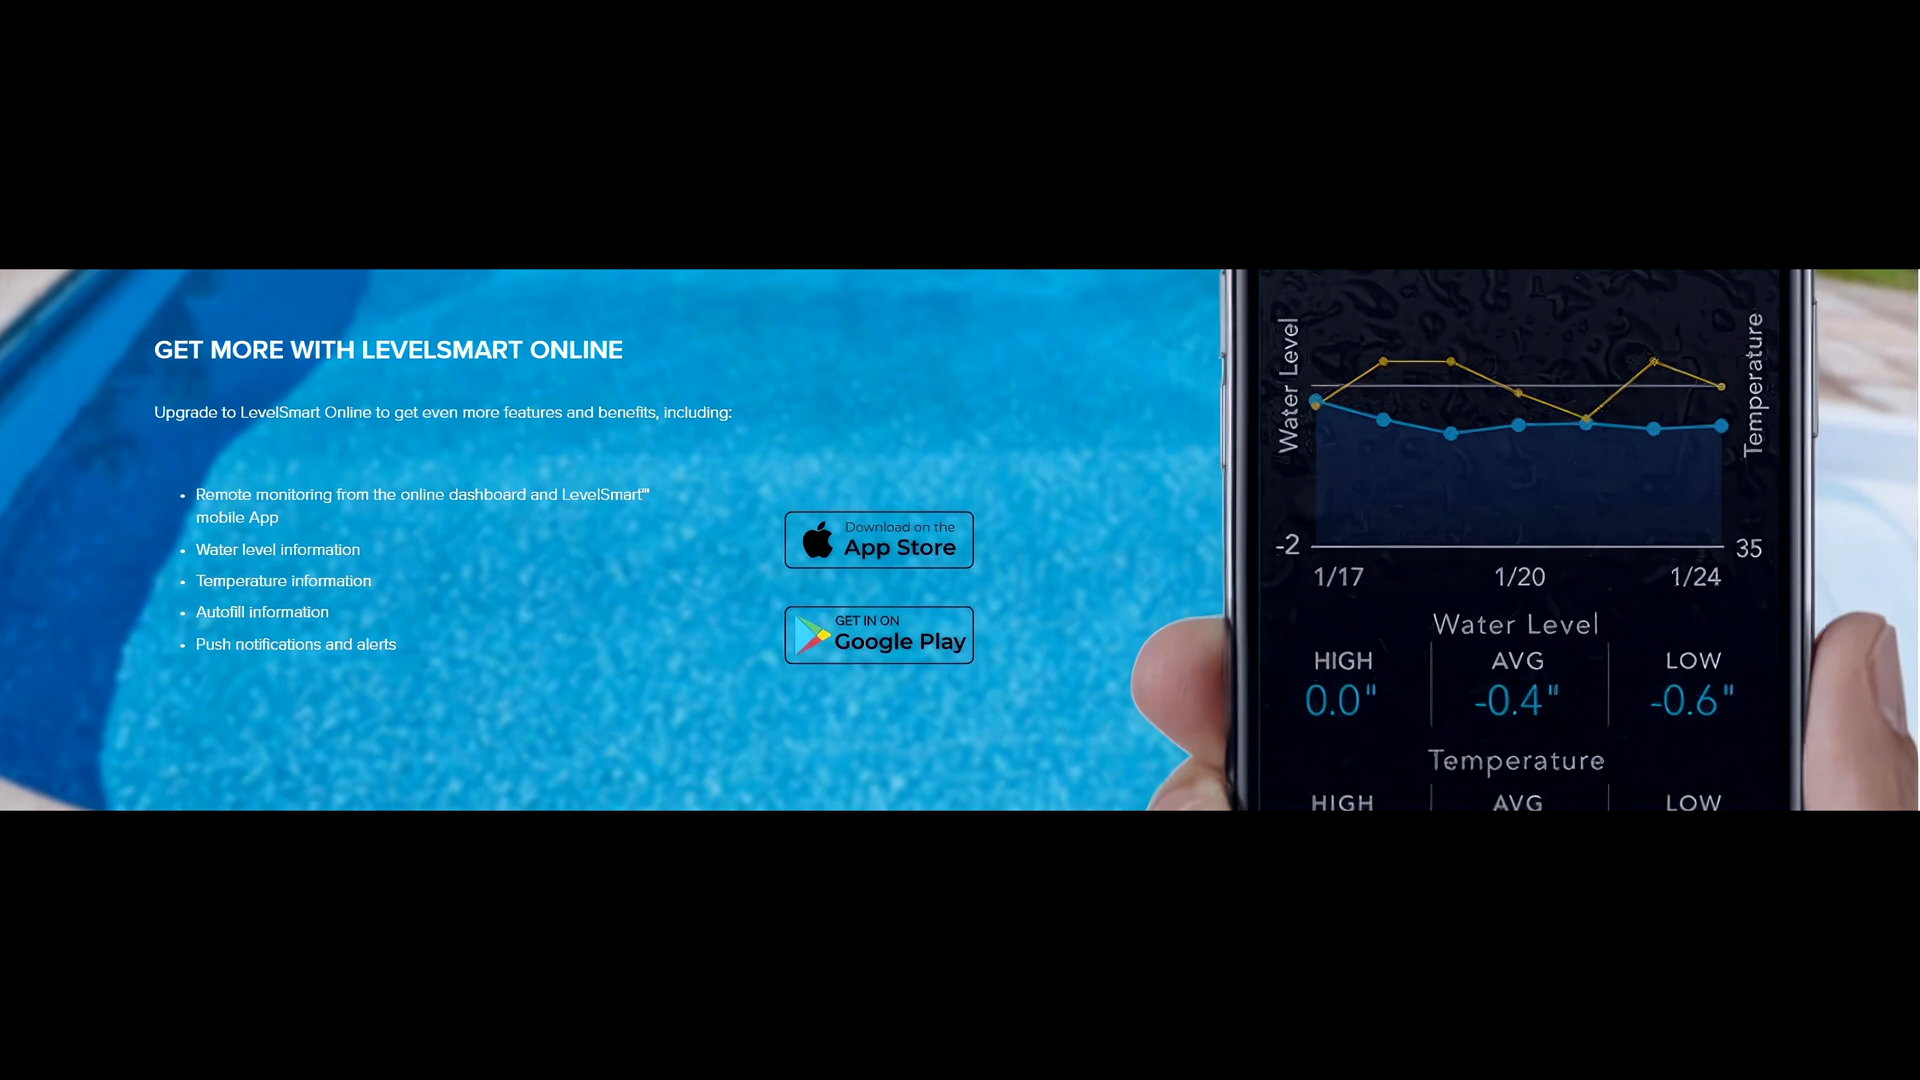 GET MORE WITH LEVELSMART ONLINE
Upgrade to LevelSmart Online to get even more features and benefits, including:
• Remote monitoring from the online dashboard and LevelSmart™
mobile App
• Water level information
• Temperature information
• Autofill information
• Push notifications and alerts
Download on the
App Store
GET IN ON
Google Play
Water Level
Temperature
-2
35
1/17 1/20 1/24
Water Level
HIGH AVG LOW
0.0" -0.4" -0.6"
Temperature
HIGH AVG LOW